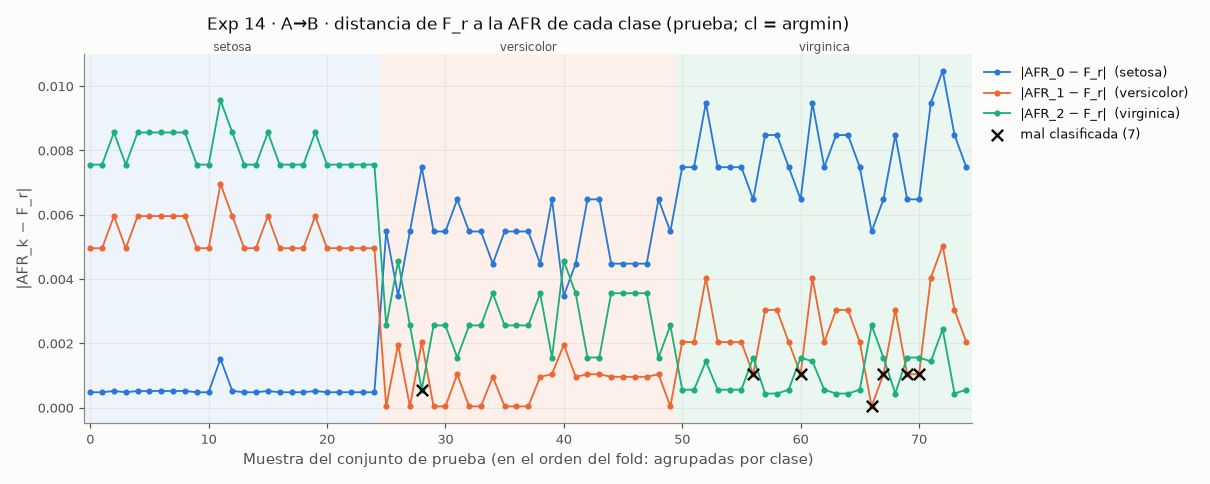 Exp 14 · A→B · distancia de F_r a la AFR de cada clase (prueba; cl = argmin)
setosa
versicolor
virginica
|AFR_k − F_r|
0.010
0.008
0.006
0.004
0.002
0.000
0
10
20
30
40
50
60
70
Muestra del conjunto de prueba (en el orden del fold: agrupadas por clase)
|AFR_0 − F_r| (setosa)
|AFR_1 − F_r| (versicolor)
|AFR_2 − F_r| (virginica)
mal clasificada (7)